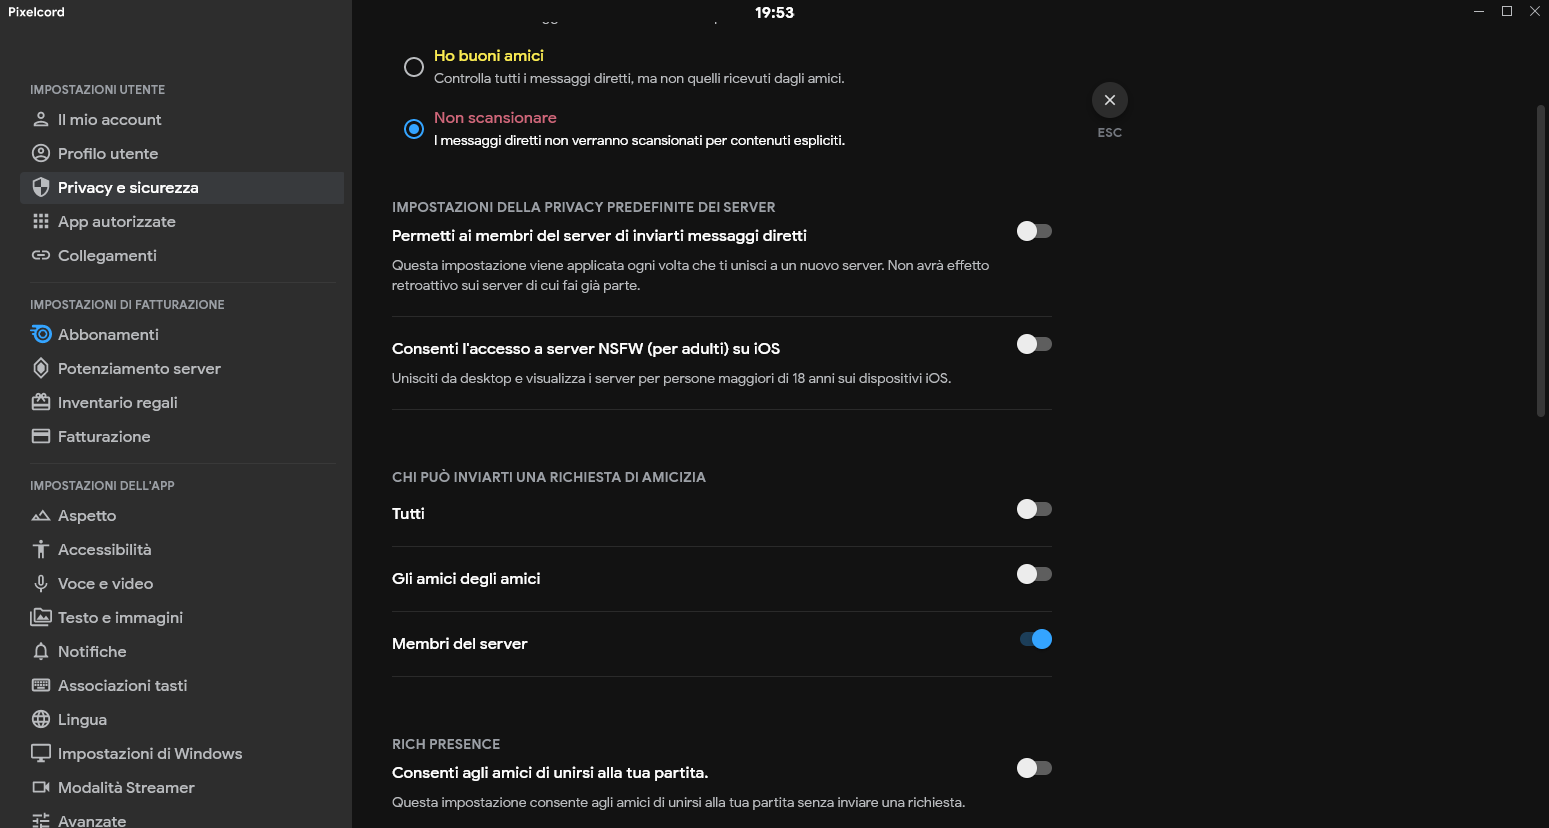 Pixelcord
19:53
IMPOSTAZIONI UTENTE
Il mio account
Profilo utente
Privacy e sicurezza
App autorizzate
Collegamenti
IMPOSTAZIONI DI FATTURAZIONE
Abbonamenti
Potenziamento server
Inventario regali
Fatturazione
IMPOSTAZIONI DELL'APP
Aspetto
Accessibilità
Voce e video
Testo e immagini
Notifiche
Associazioni tasti
Lingua
Impostazioni di Windows
Modalità Streamer
Avanzate
Ho buoni amici
Controlla tutti i messaggi diretti, ma non quelli ricevuti dagli amici.
Non scansionare
I messaggi diretti non verranno scansionati per contenuti espliciti.
ESC
IMPOSTAZIONI DELLA PRIVACY PREDEFINITE DEI SERVER
Permetti ai membri del server di inviarti messaggi diretti
Questa impostazione viene applicata ogni volta che ti unisci a un nuovo server. Non avrà effetto
retroattivo sui server di cui fai già parte.
Consenti l'accesso a server NSFW (per adulti) su iOS
Unisciti da desktop e visualizza i server per persone maggiori di 18 anni sui dispositivi iOS.
CHI PUÒ INVIARTI UNA RICHIESTA DI AMICIZIA
Tutti
Gli amici degli amici
Membri del server
RICH PRESENCE
Consenti agli amici di unirsi alla tua partita.
Questa impostazione consente agli amici di unirsi alla tua partita senza inviare una richiesta.